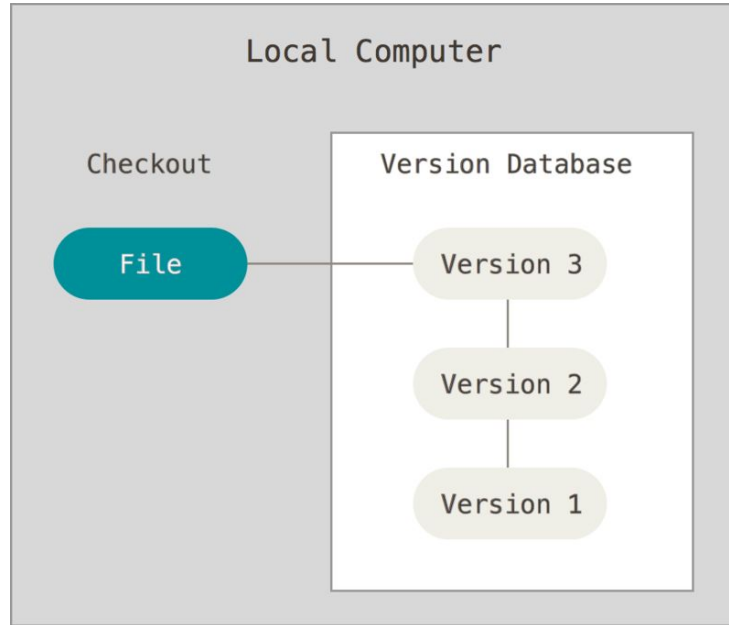 Local Computer
Checkout
Version Database
File
Version 3
Version 2
Version 1